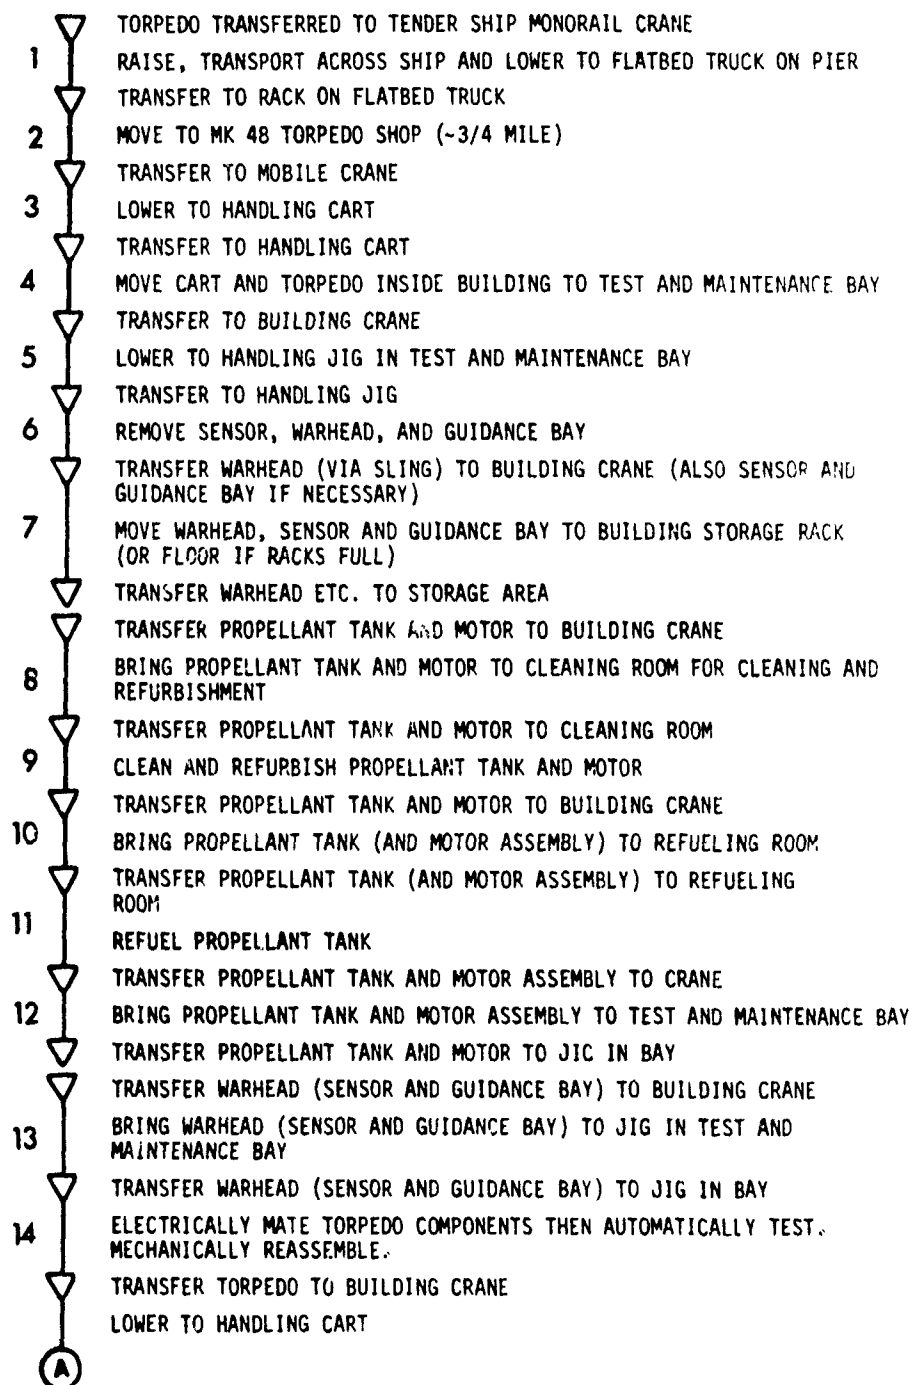 TORPEDO TRANSFERRED TO TENDER SHIP MONORAIL CRANE
1 RAISE, TRANSPORT ACROSS SHIP AND LOWER TO FLATBED TRUCK ON PIER
TRANSFER TO RACK ON FLATBED TRUCK
2 MOVE TO MK 48 TORPEDO SHOP (~3/4 MILE)
TRANSFER TO MOBILE CRANE
3 LOWER TO HANDLING CART
TRANSFER TO HANDLING CART
4 MOVE CART AND TORPEDO INSIDE BUILDING TO TEST AND MAINTENANCE BAY
TRANSFER TO BUILDING CRANE
5 LOWER TO HANDLING JIG IN TEST AND MAINTENANCE BAY
TRANSFER TO HANDLING JIG
6 REMOVE SENSOR, WARHEAD, AND GUIDANCE BAY
TRANSFER WARHEAD (VIA SLING) TO BUILDING CRANE (ALSO SENSOR AND
GUIDANCE BAY IF NECESSARY)
7 MOVE WARHEAD, SENSOR AND GUIDANCE BAY TO BUILDING STORAGE RACK
(OR FLOOR IF RACKS FULL)
TRANSFER WARHEAD ETC. TO STORAGE AREA
TRANSFER PROPELLANT TANK AND MOTOR TO BUILDING CRANE
8 BRING PROPELLANT TANK AND MOTOR TO CLEANING ROOM FOR CLEANING AND
REFURBISHMENT
TRANSFER PROPELLANT TANK AND MOTOR TO CLEANING ROOM
9 CLEAN AND REFURBISH PROPELLANT TANK AND MOTOR
TRANSFER PROPELLANT TANK AND MOTOR TO BUILDING CRANE
10 BRING PROPELLANT TANK (AND MOTOR ASSEMBLY) TO REFUELING ROOM
TRANSFER PROPELLANT TANK (AND MOTOR ASSEMBLY) TO REFUELING
ROOM
11 REFUEL PROPELLANT TANK
TRANSFER PROPELLANT TANK AND MOTOR ASSEMBLY TO CRANE
12 BRING PROPELLANT TANK AND MOTOR ASSEMBLY TO TEST AND MAINTENANCE BAY
TRANSFER PROPELLANT TANK AND MOTOR TO JIC IN BAY
TRANSFER WARHEAD (SENSOR AND GUIDANCE BAY) TO BUILDING CRANE
13 BRING WARHEAD (SENSOR AND GUIDANCE BAY) TO JIG IN TEST AND
MAINTENANCE BAY
TRANSFER WARHEAD (SENSOR AND GUIDANCE BAY) TO JIG IN BAY
14 ELECTRICALLY MATE TORPEDO COMPONENTS THEN AUTOMATICALLY TEST.
MECHANICALLY REASSEMBLE.
TRANSFER TORPEDO TO BUILDING CRANE
LOWER TO HANDLING CART
A